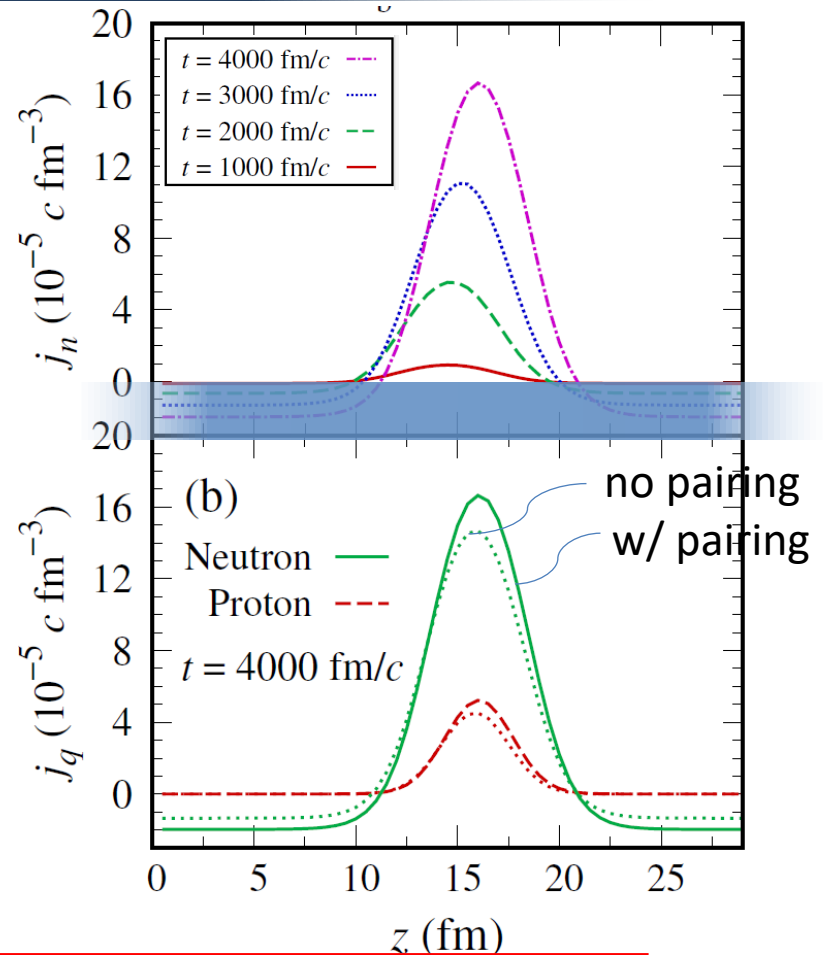 20
t = 4000 fm/c
t = 3000 fm/c
t = 2000 fm/c
t = 1000 fm/c
16
12
8
4
0
j_n (10⁻⁵ c fm⁻³)
20
(b)
no pairing
w/ pairing
Neutron
Proton
t = 4000 fm/c
16
12
8
4
0
j_q (10⁻⁵ c fm⁻³)
0 5 10 15 20 25
z (fm)